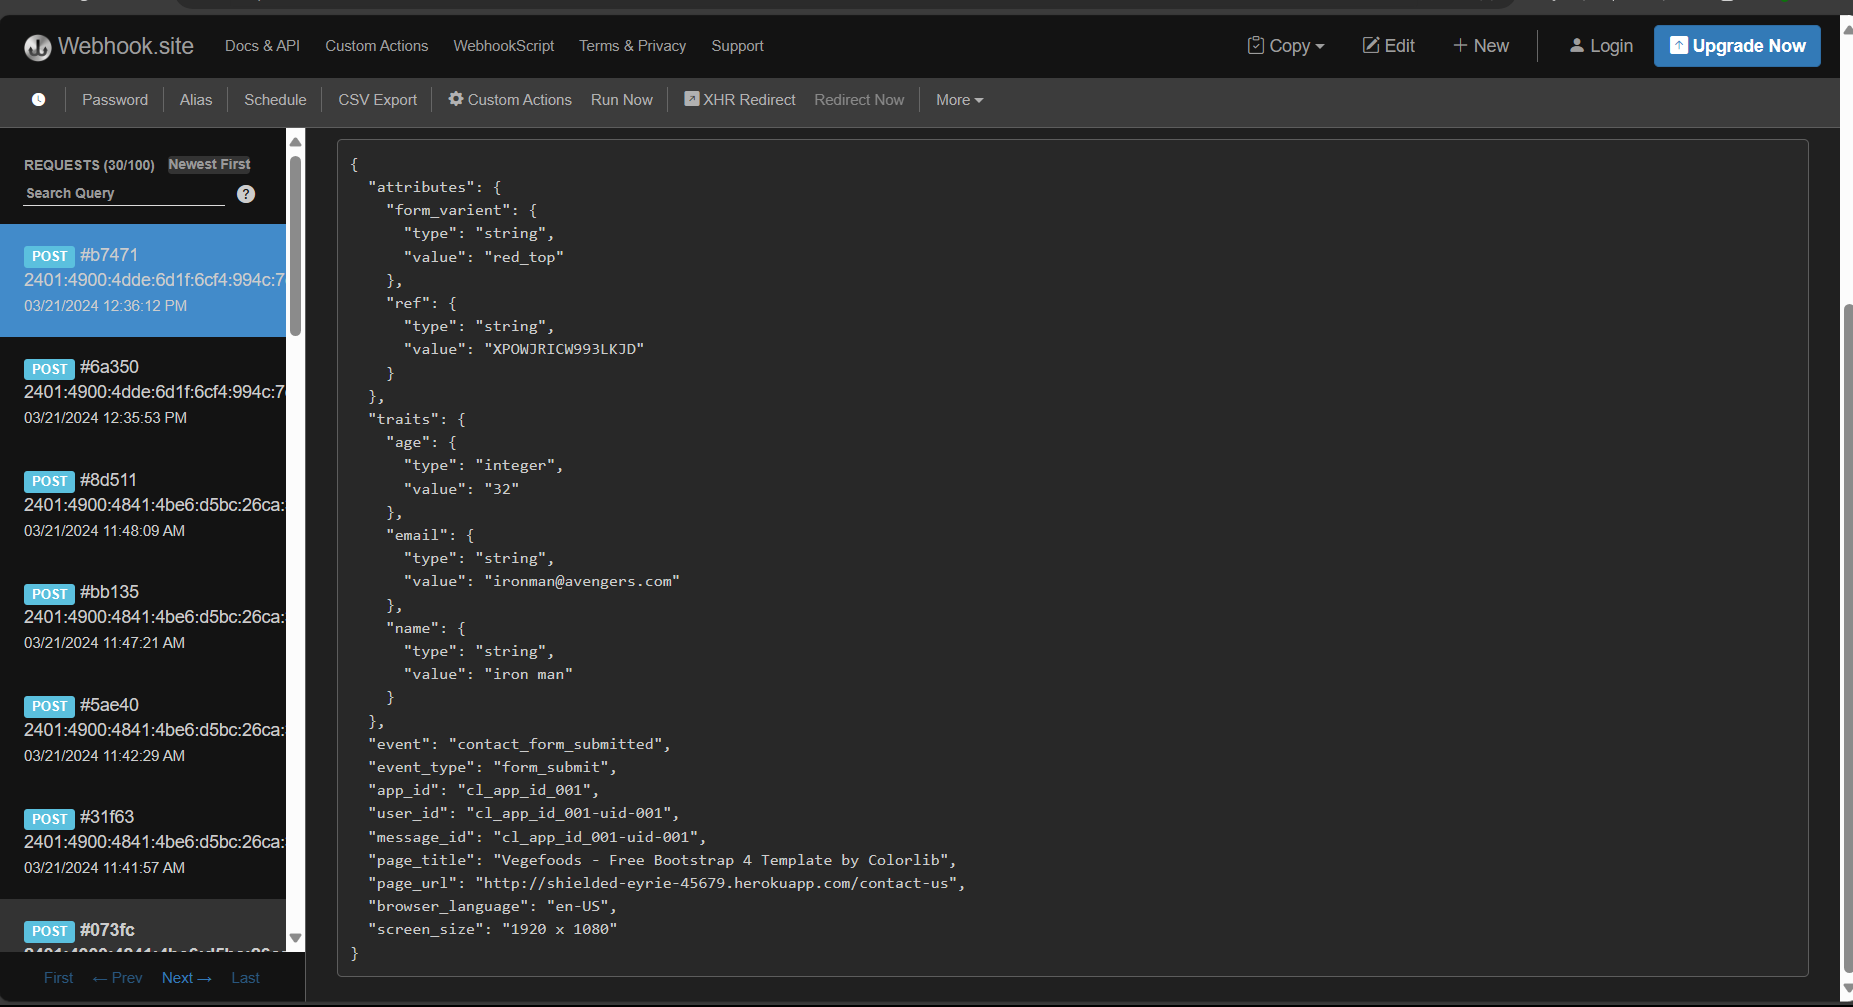 Webhook.site Docs & API Custom Actions WebhookScript Terms & Privacy Support Copy Edit New Login Upgrade Now
Password Alias Schedule CSV Export Custom Actions Run Now XHR Redirect Redirect Now More
REQUESTS (30/100) Newest First
Search Query ?
POST #b7471
2401:4900:4dde:6d1f:6cf4:994c:7
03/21/2024 12:36:12 PM
POST #6a350
2401:4900:4dde:6d1f:6cf4:994c:7
03/21/2024 12:35:53 PM
POST #8d511
2401:4900:4841:4be6:d5bc:26ca:
03/21/2024 11:48:09 AM
POST #bb135
2401:4900:4841:4be6:d5bc:26ca:
03/21/2024 11:47:21 AM
POST #5ae40
2401:4900:4841:4be6:d5bc:26ca:
03/21/2024 11:42:29 AM
POST #31f63
2401:4900:4841:4be6:d5bc:26ca:
03/21/2024 11:41:57 AM
POST #073fc
First ← Prev Next → Last
{
"attributes": {
"form_varient": {
"type": "string",
"value": "red_top"
},
"ref": {
"type": "string",
"value": "XPOWJRICW993LKJD"
}
},
"traits": {
"age": {
"type": "integer",
"value": "32"
},
"email": {
"type": "string",
"value": "ironman@avengers.com"
},
"name": {
"type": "string",
"value": "iron man"
}
},
"event": "contact_form_submitted",
"event_type": "form_submit",
"app_id": "cl_app_id_001",
"user_id": "cl_app_id_001-uid-001",
"message_id": "cl_app_id_001-uid-001",
"page_title": "Vegefoods - Free Bootstrap 4 Template by Colorlib",
"page_url": "http://shielded-eyrie-45679.herokuapp.com/contact-us",
"browser_language": "en-US",
"screen_size": "1920 x 1080"
}